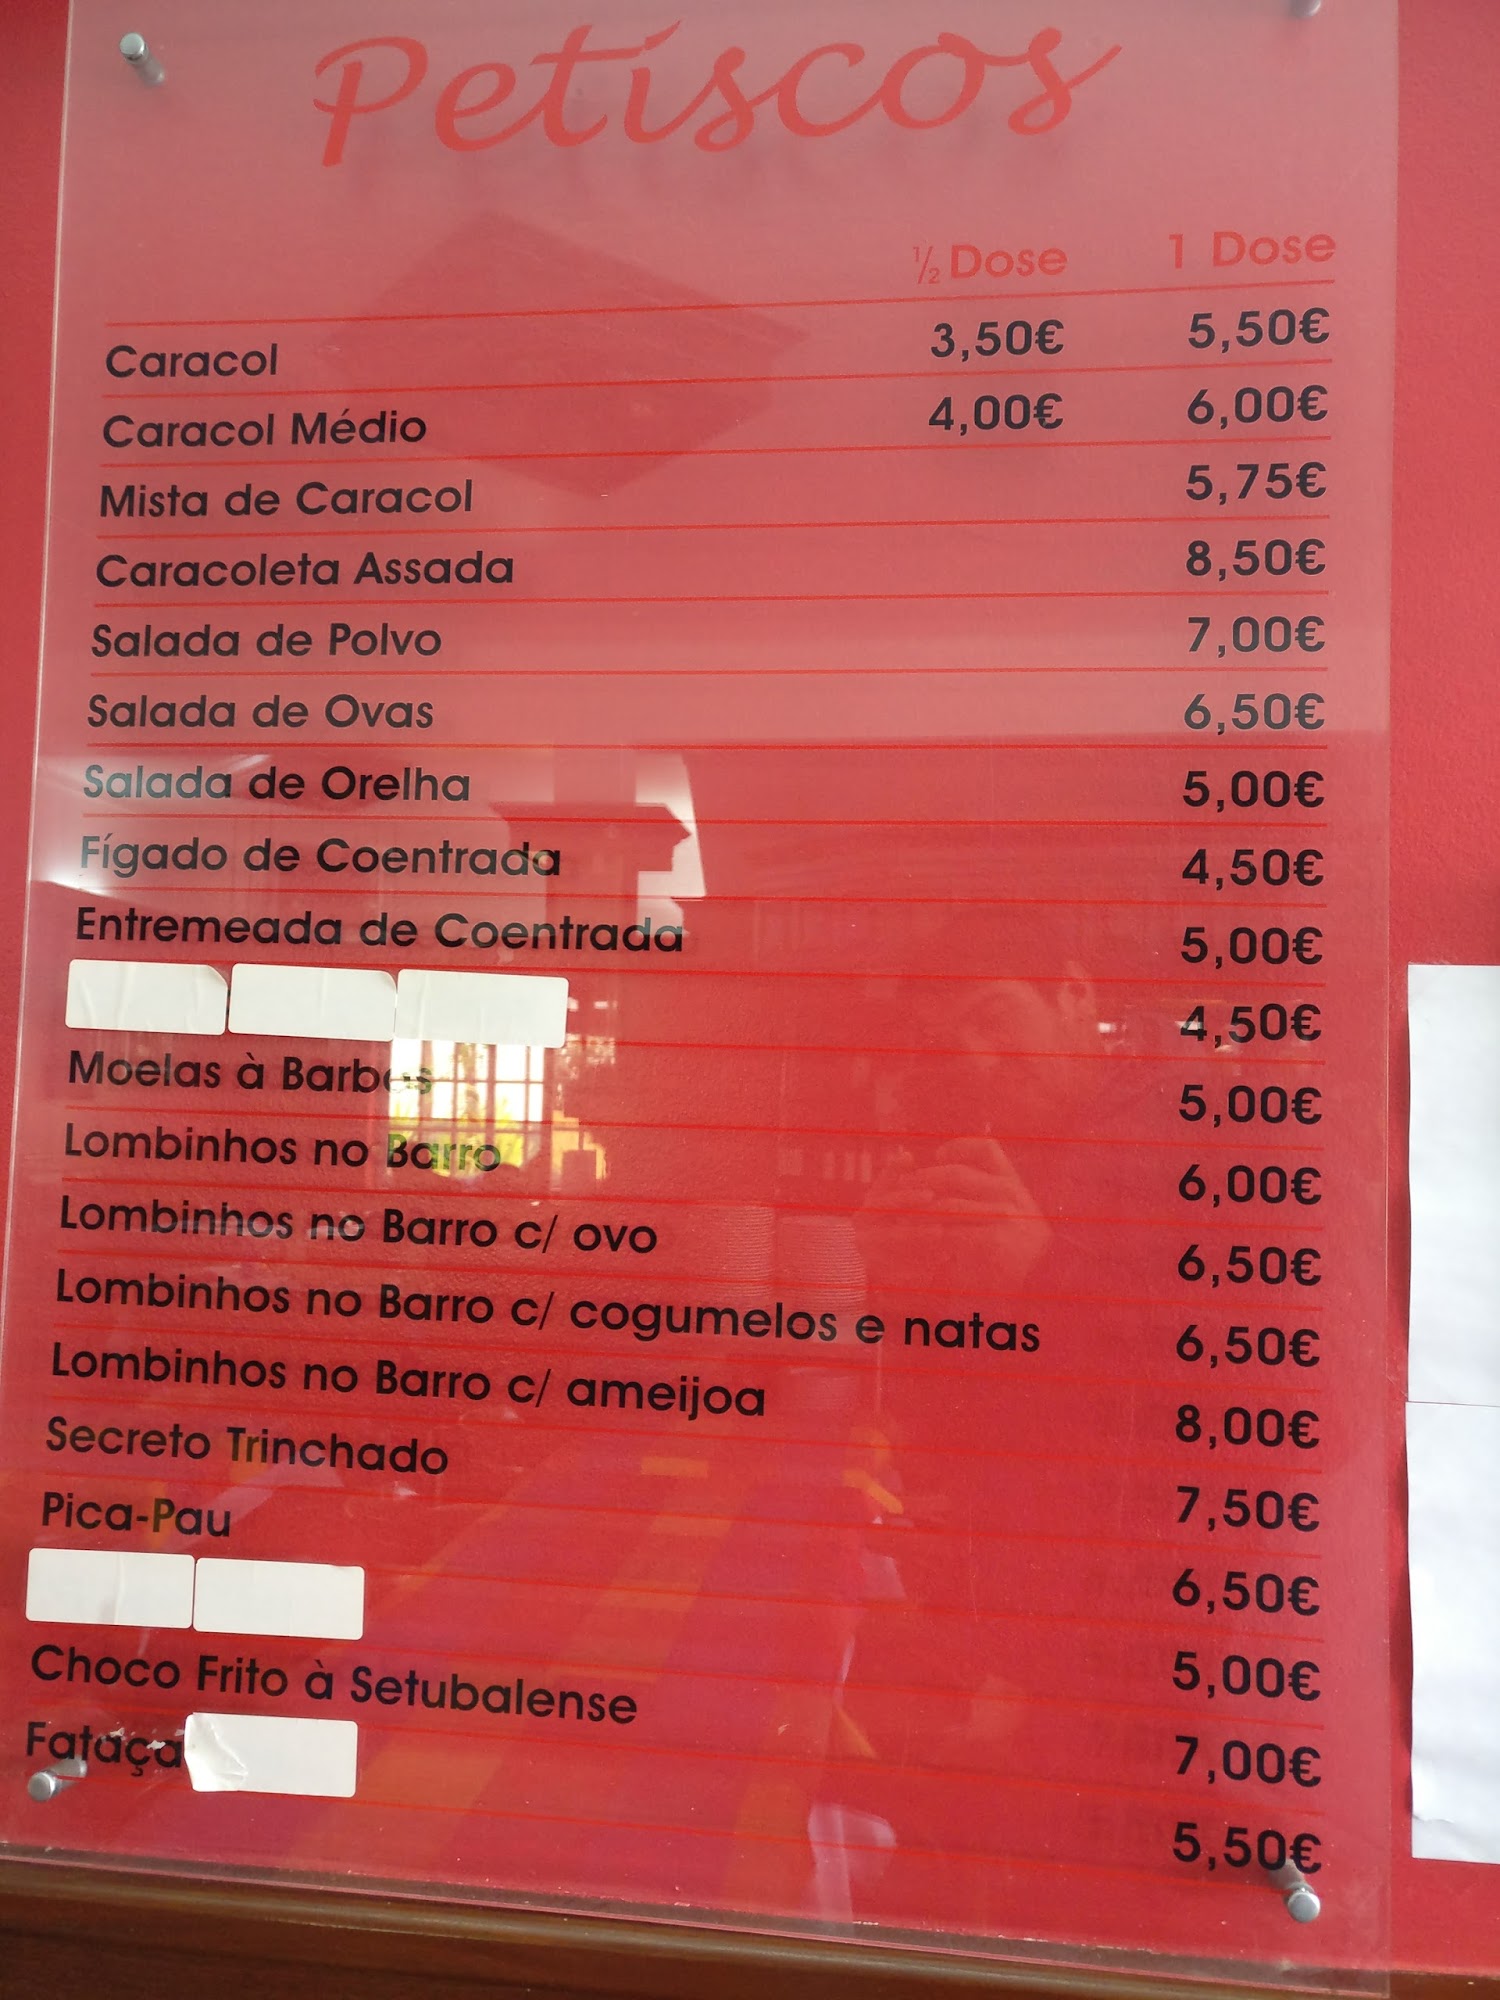 Petiscos
½ Dose 1 Dose
Caracol 3,50€ 5,50€
Caracol Médio 4,00€ 6,00€
Mista de Caracol 5,75€
Caracoleta Assada 8,50€
Salada de Polvo 7,00€
Salada de Ovas 6,50€
Salada de Orelha 5,00€
Fígado de Coentrada 4,50€
Entremeada de Coentrada 5,00€
4,50€
Moelas à Barbas 5,00€
Lombinhos no Barro 6,00€
Lombinhos no Barro c/ ovo 6,50€
Lombinhos no Barro c/ cogumelos e natas 6,50€
Lombinhos no Barro c/ ameijoa 8,00€
Secreto Trinchado 7,50€
Pica-Pau 6,50€
5,00€
Choco Frito à Setubalense 7,00€
Fataça 5,50€